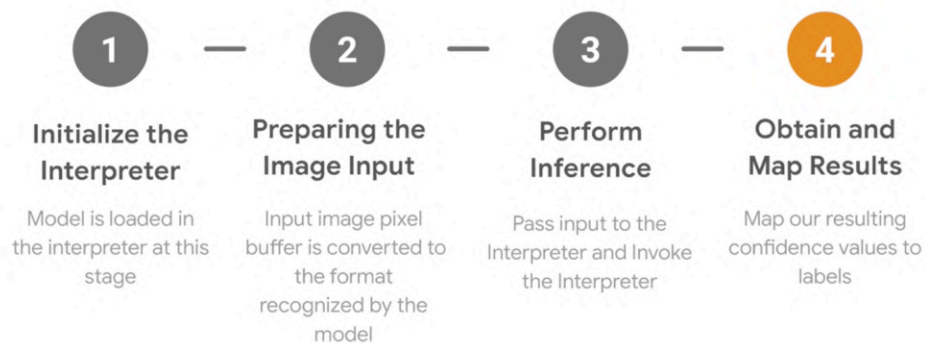 1
2
3
4
Initialize the
Interpreter
Model is loaded in
the interpreter at this
stage
Preparing the
Image Input
Input image pixel
buffer is converted to
the format
recognized by the
model
Perform
Inference
Pass input to the
Interpreter and Invoke
the Interpreter
Obtain and
Map Results
Map our resulting
confidence values to
labels